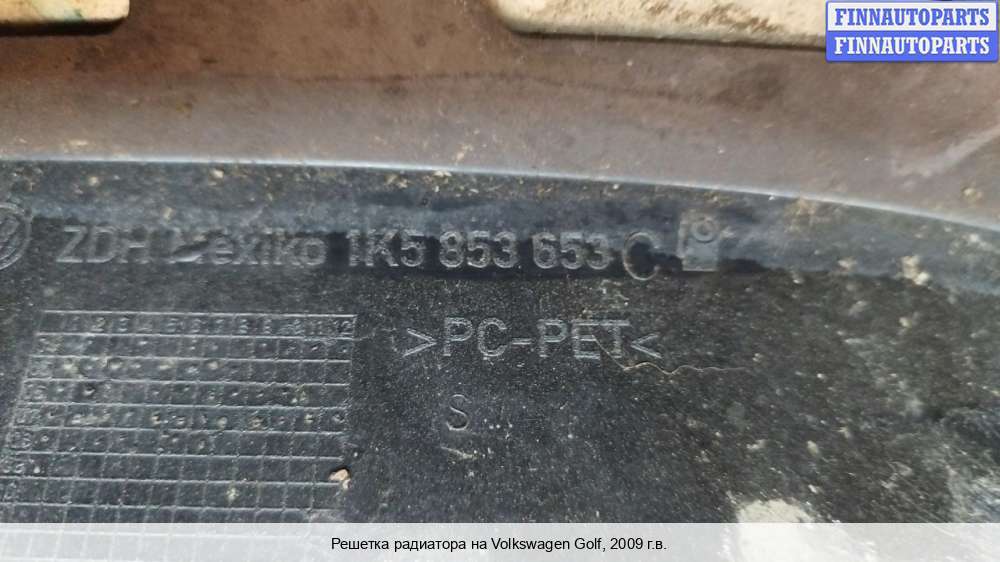 FINNAUTOPARTS
FINNAUTOPARTS
ZDH Mexiko 1K5 853 653 C
>PC-PET<
S
Решетка радиатора на Volkswagen Golf, 2009 г.в.